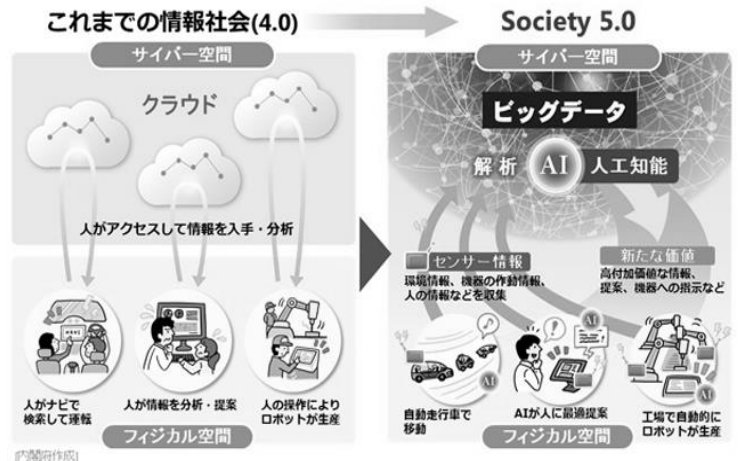 これまでの情報社会(4.0)
Society 5.0
サイバー空間
クラウド
人がアクセスして情報を入手・分析
人がナビで
検索して運転
人が情報を分析・提案
人の操作により
ロボットが生産
フィジカル空間
サイバー空間
ビッグデータ
解析 AI 人工知能
センサー情報
環境情報、機器の作動情報、
人の情報などを収集
新たな価値
高付加価値な情報、
提案、機器への指示など
AI
AI
自動走行車で
移動
AIが人に最適提案
工場で自動的に
ロボットが生産
フィジカル空間
[内閣府作成]